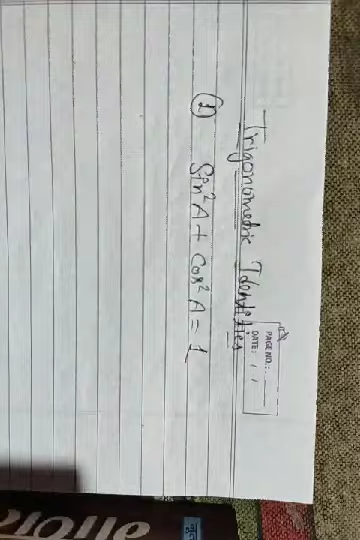 PAGE NO.:
DATE: / /
Trigonometric Identities
① Sin²A + Cos²A = 1